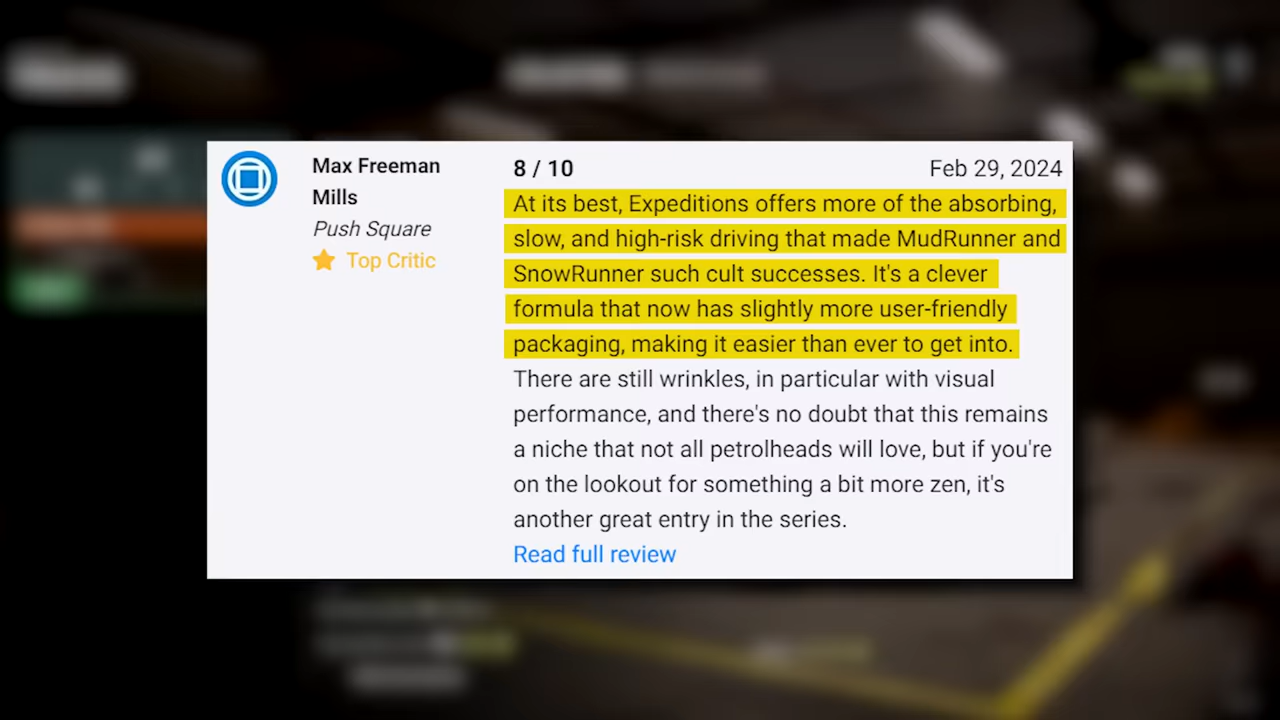 Max Freeman
Mills
Push Square
Top Critic
8 / 10
Feb 29, 2024
At its best, Expeditions offers more of the absorbing,
slow, and high-risk driving that made MudRunner and
SnowRunner such cult successes. It's a clever
formula that now has slightly more user-friendly
packaging, making it easier than ever to get into.
There are still wrinkles, in particular with visual
performance, and there's no doubt that this remains
a niche that not all petrolheads will love, but if you're
on the lookout for something a bit more zen, it's
another great entry in the series.
Read full review